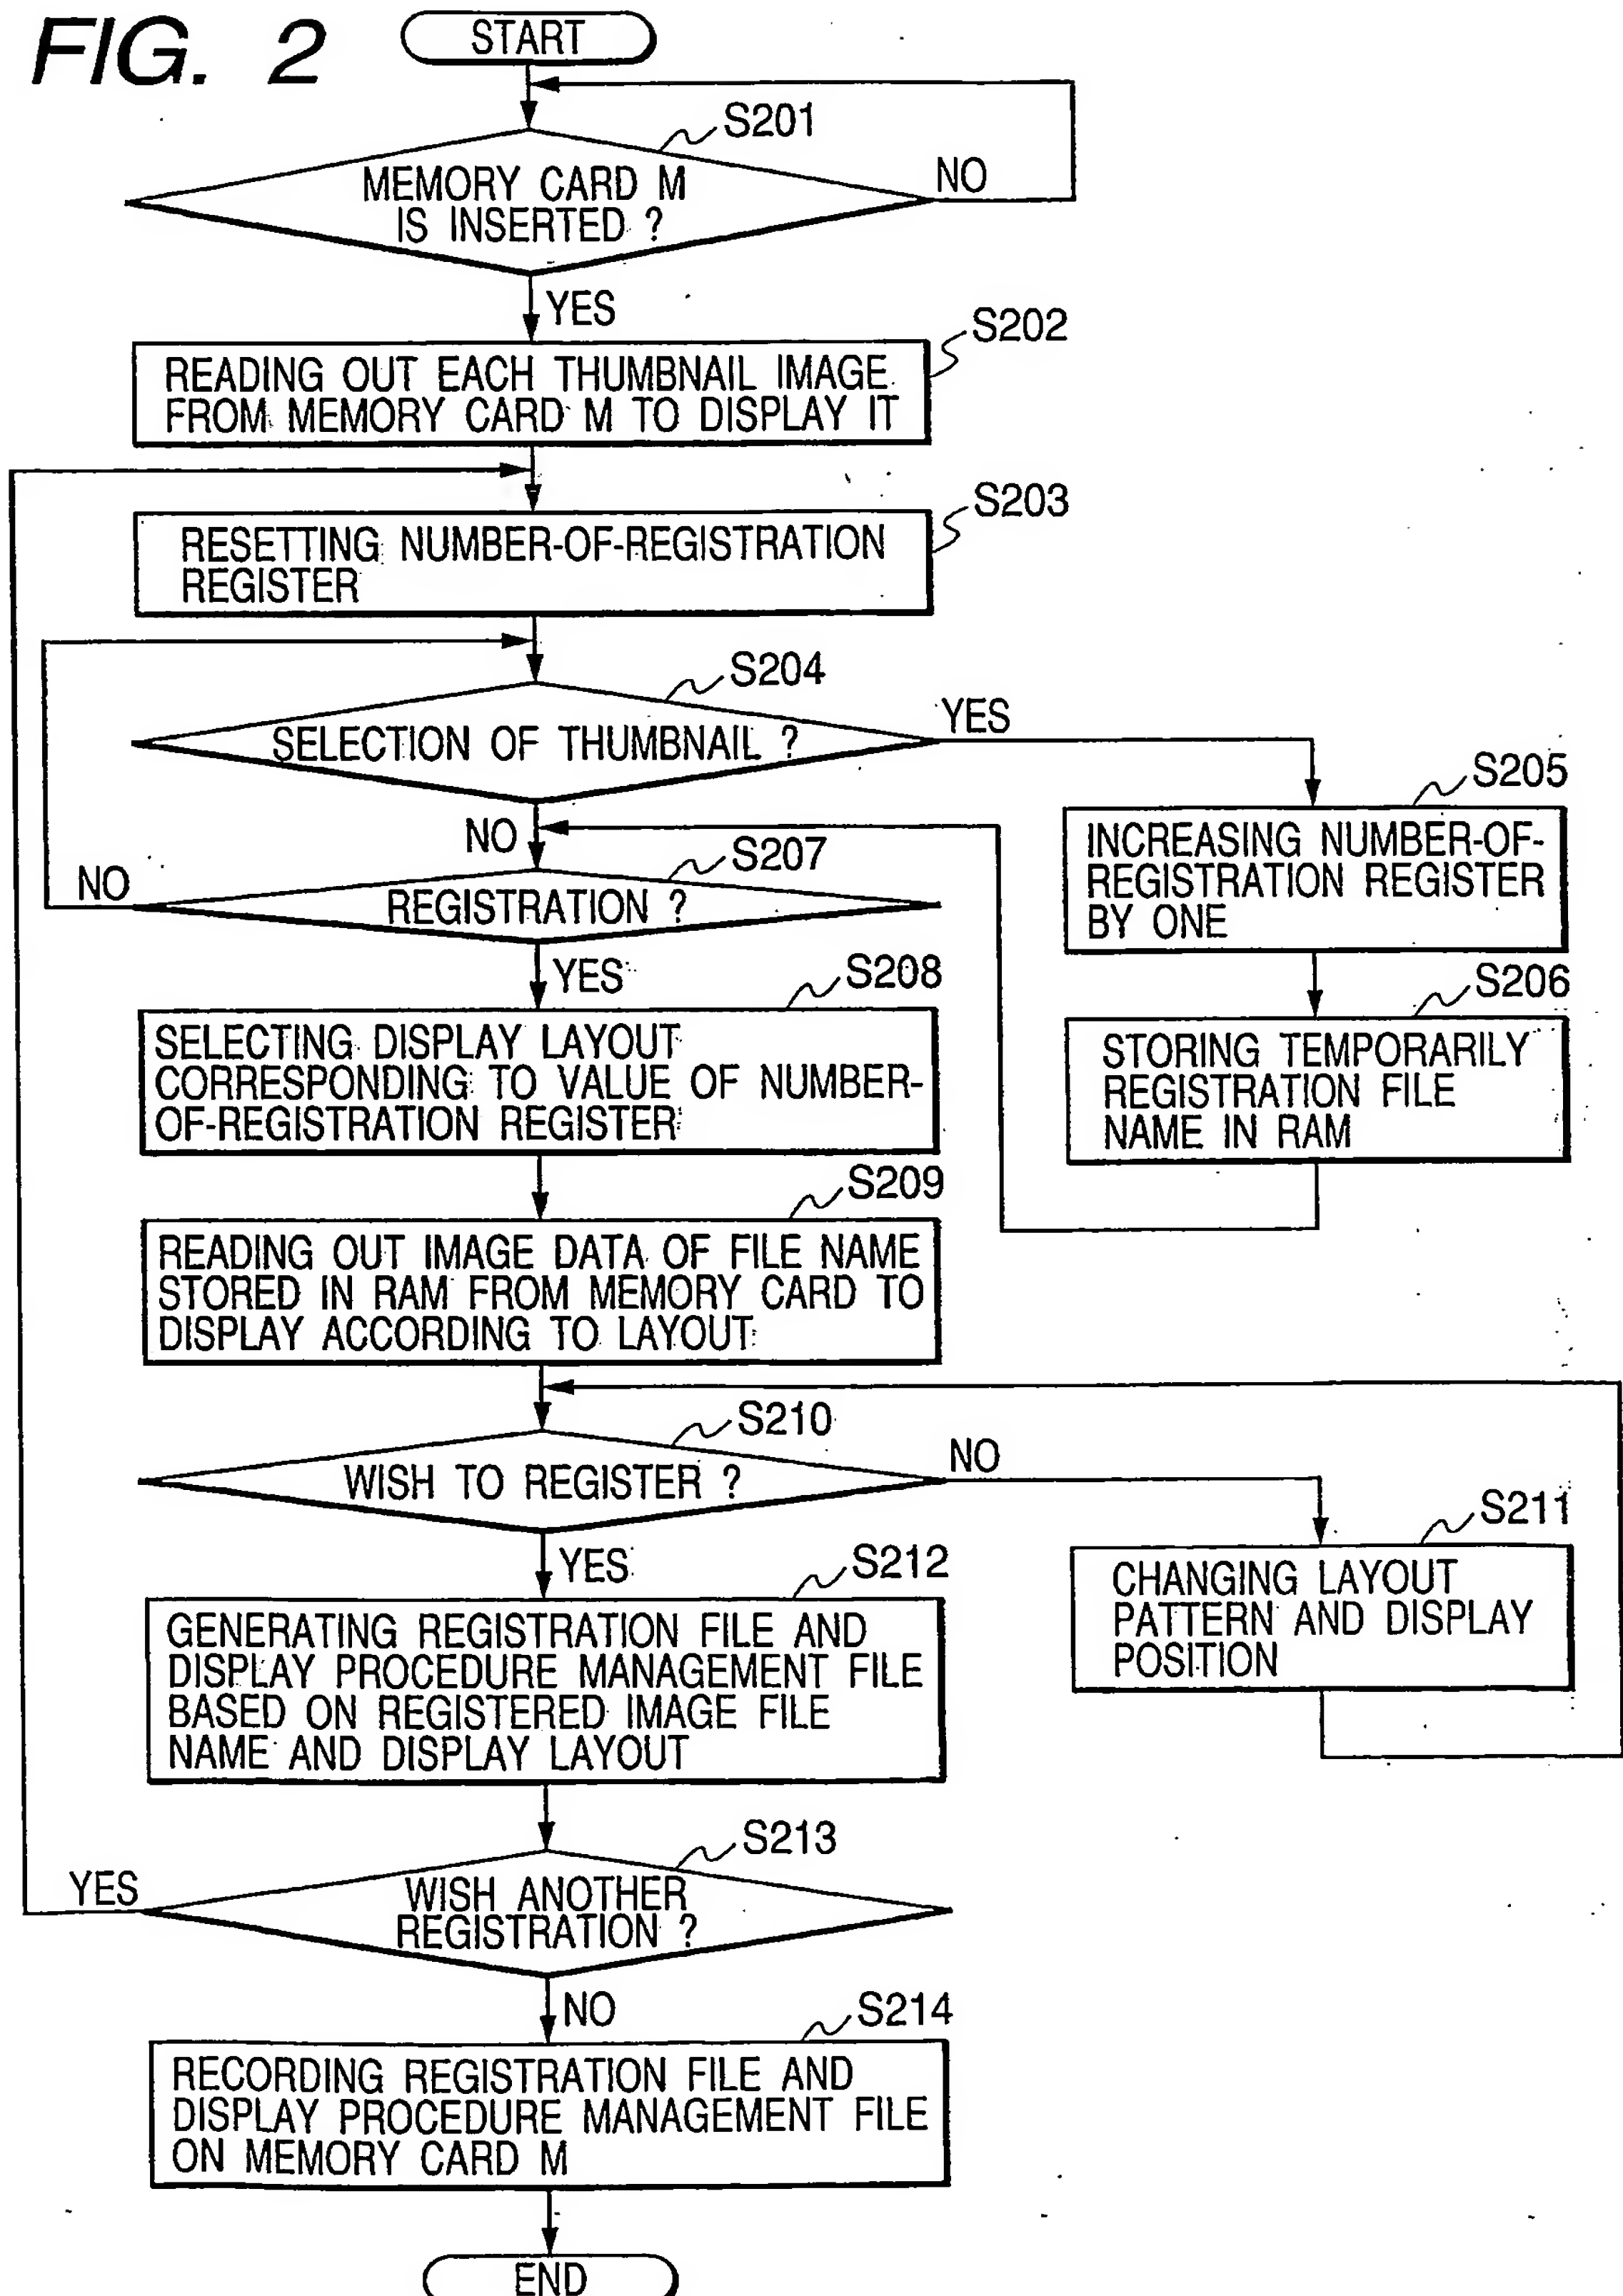 FIG. 2
START
S201
MEMORY CARD M
IS INSERTED ?
NO
YES
S202
READING OUT EACH THUMBNAIL IMAGE
FROM MEMORY CARD M TO DISPLAY IT
S203
RESETTING NUMBER-OF-REGISTRATION
REGISTER
S204
SELECTION OF THUMBNAIL ?
YES
NO
S205
INCREASING NUMBER-OF-
REGISTRATION REGISTER
BY ONE
S206
STORING TEMPORARILY
REGISTRATION FILE
NAME IN RAM
S207
REGISTRATION ?
NO
YES
S208
SELECTING DISPLAY LAYOUT
CORRESPONDING TO VALUE OF NUMBER-
OF-REGISTRATION REGISTER
S209
READING OUT IMAGE DATA OF FILE NAME
STORED IN RAM FROM MEMORY CARD TO
DISPLAY ACCORDING TO LAYOUT
S210
WISH TO REGISTER ?
NO
YES
S211
CHANGING LAYOUT
PATTERN AND DISPLAY
POSITION
S212
GENERATING REGISTRATION FILE AND
DISPLAY PROCEDURE MANAGEMENT FILE
BASED ON REGISTERED IMAGE FILE
NAME AND DISPLAY LAYOUT
S213
WISH ANOTHER
REGISTRATION ?
YES
NO
S214
RECORDING REGISTRATION FILE AND
DISPLAY PROCEDURE MANAGEMENT FILE
ON MEMORY CARD M
END